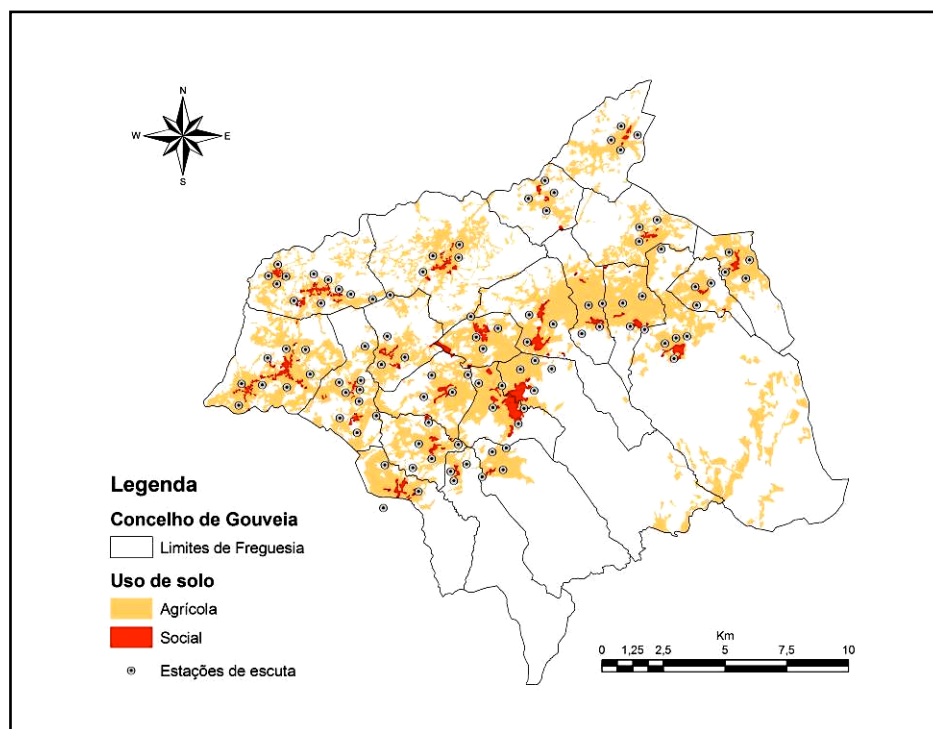 N
W E
S
Legenda
Concelho de Gouveia
Limites de Freguesia
Uso de solo
Agrícola
Social
Estações de escuta
Km
0 1,25 2,5 5 7,5 10